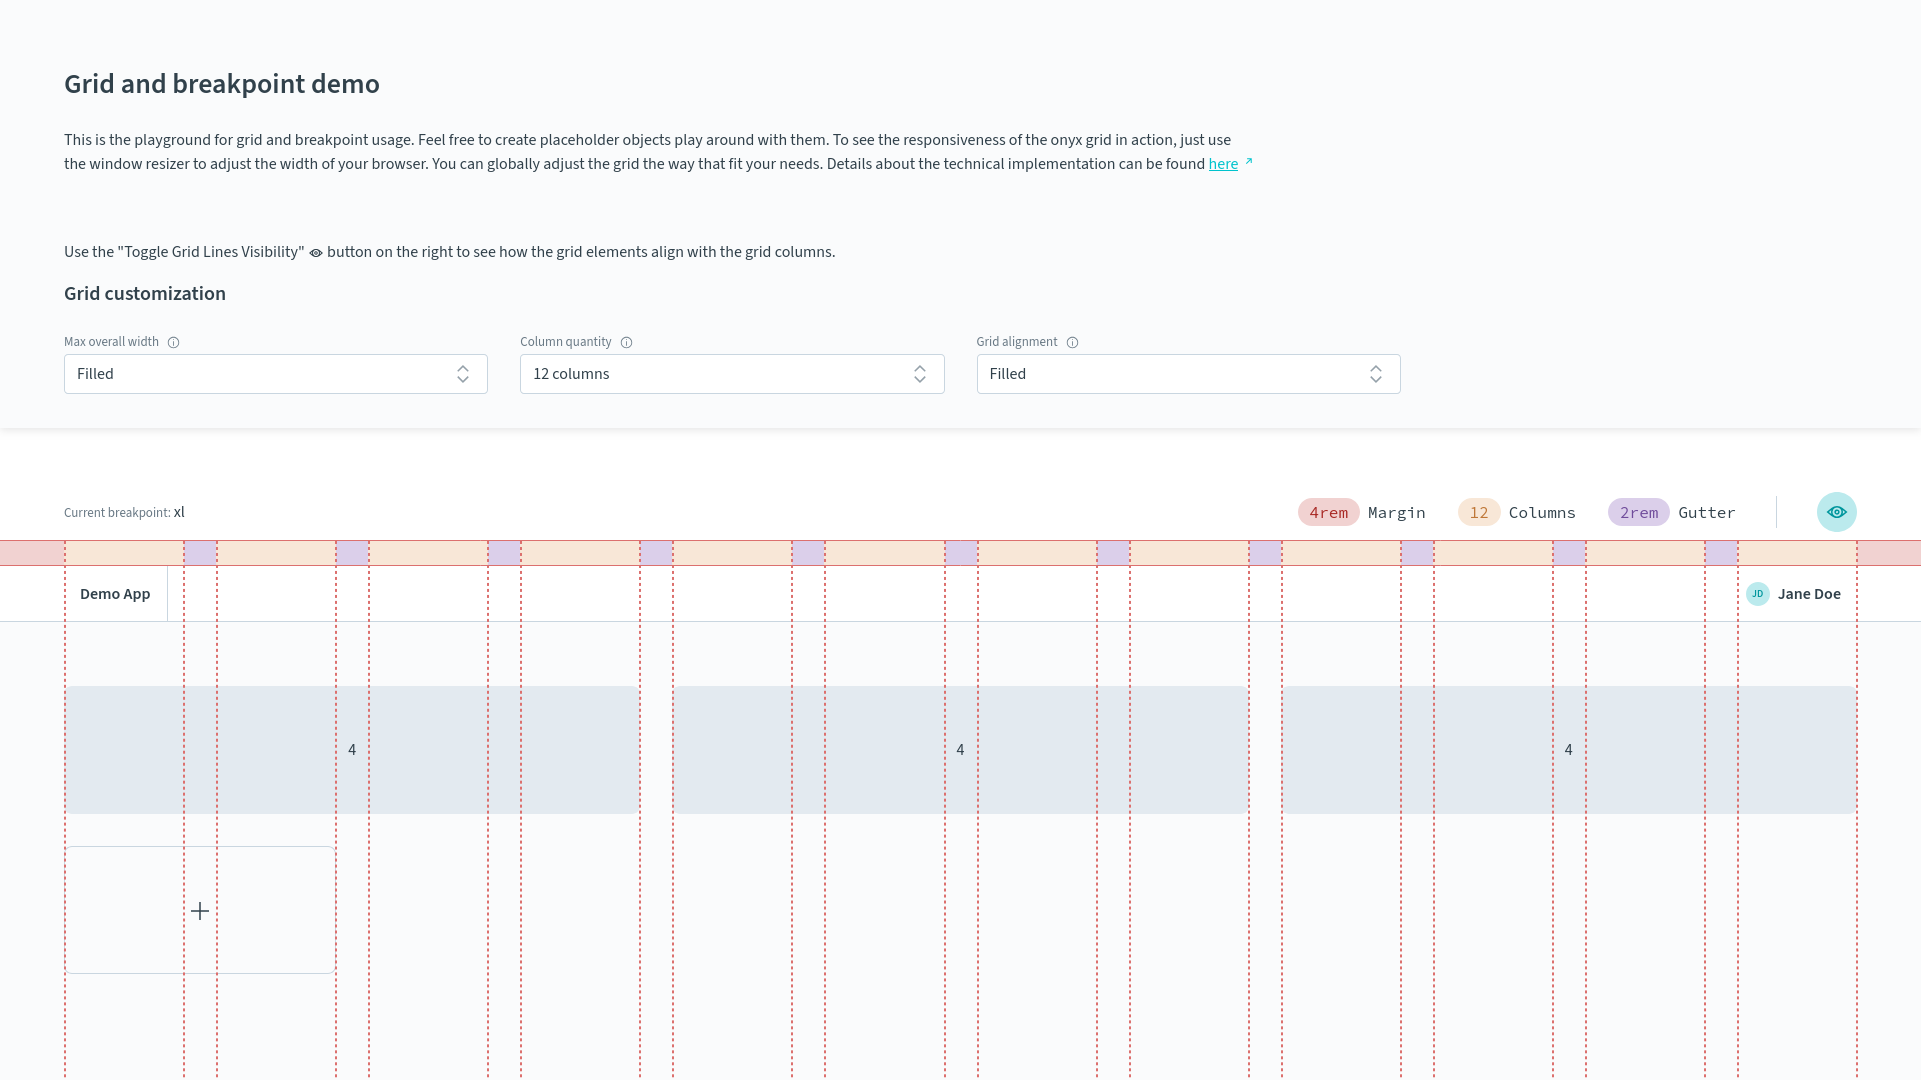 Grid and breakpoint demo
This is the playground for grid and breakpoint usage. Feel free to create placeholder objects play around with them. To see the responsiveness of the onyx grid in action, just use
the window resizer to adjust the width of your browser. You can globally adjust the grid the way that fit your needs. Details about the technical implementation can be found here
Use the "Toggle Grid Lines Visibility" button on the right to see how the grid elements align with the grid columns.
Grid customization
Max overall width Column quantity Grid alignment
Filled 12 columns Filled
Current breakpoint: xl 4rem Margin 12 Columns 2rem Gutter
Demo App JD Jane Doe
4 4 4